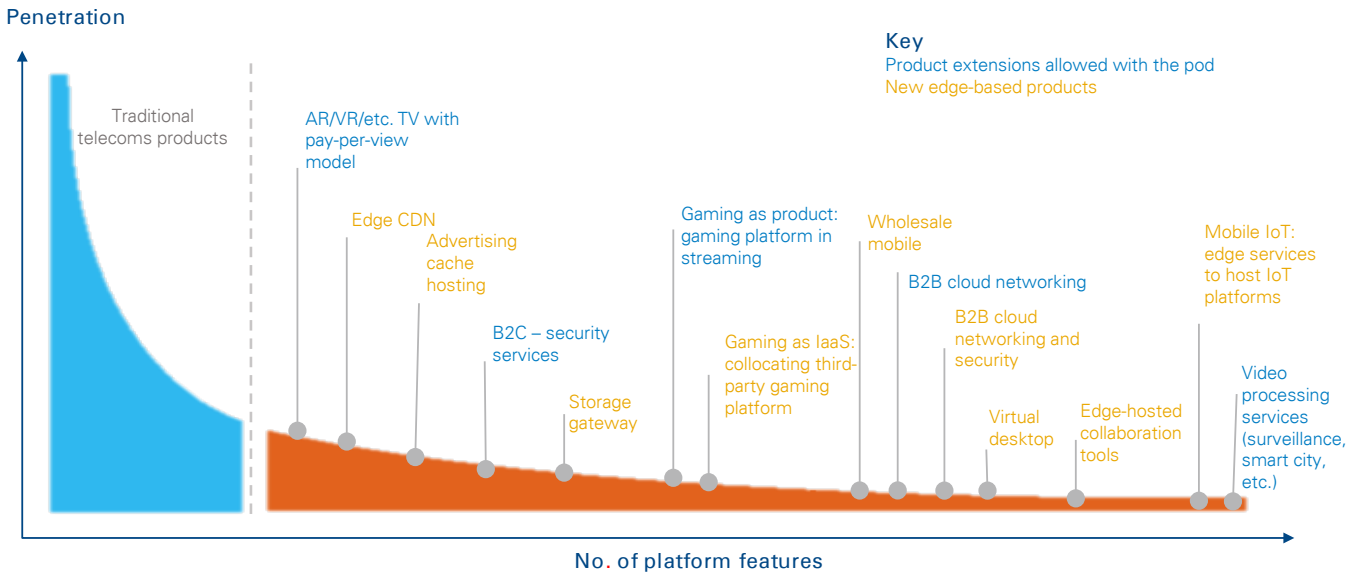 Penetration
Key
Product extensions allowed with the pod
New edge-based products
Traditional
telecoms products
AR/VR/etc. TV with
pay-per-view
model
Edge CDN
Advertising
cache
hosting
B2C – security
services
Storage
gateway
Gaming as product:
gaming platform in
streaming
Gaming as IaaS:
collocating third-
party gaming
platform
Wholesale
mobile
B2B cloud networking
B2B cloud
networking and
security
Virtual
desktop
Edge-hosted
collaboration
tools
Mobile IoT:
edge services
to host IoT
platforms
Video
processing
services
(surveillance,
smart city,
etc.)
No. of platform features